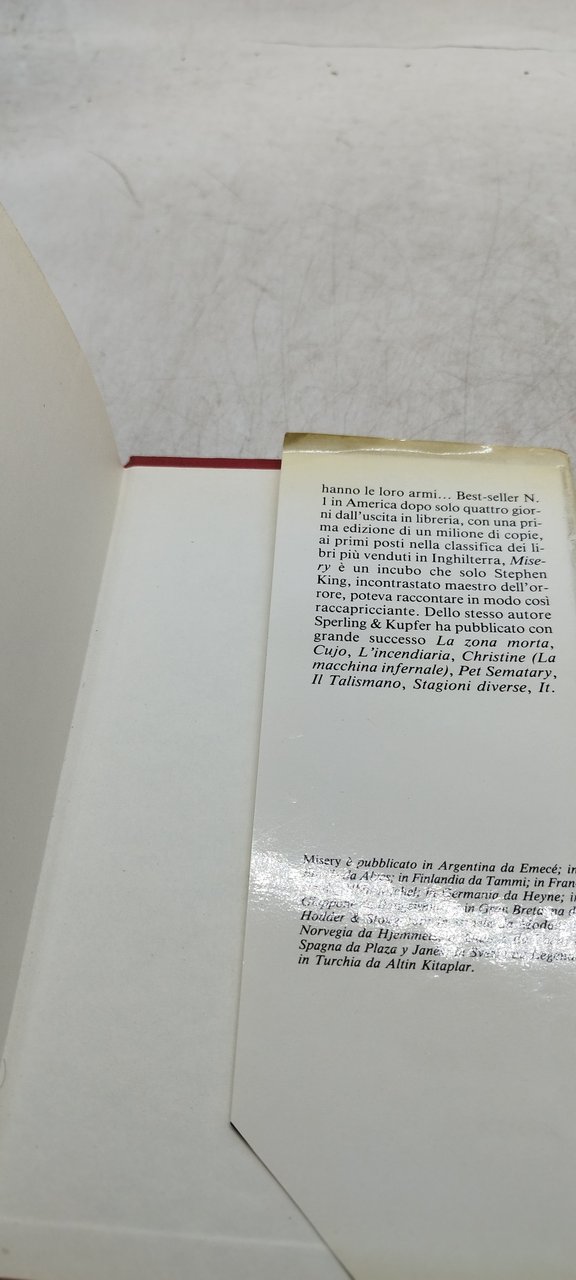 hanno le loro armi... Best-seller N.
1 in America dopo solo quattro gior-
ni dall'uscita in libreria, con una pri-
ma edizione di un milione di copie,
ai primi posti nella classifica dei li-
bri più venduti in Inghilterra, Mise-
ry è un incubo che solo Stephen
King, incontrastato maestro dell'or-
rore, poteva raccontare in modo così
raccapricciante. Dello stesso autore
Sperling & Kupfer ha pubblicato con
grande successo La zona morta,
Cujo, L'incendiaria, Christine (La
macchina infernale), Pet Sematary,
Il Talismano, Stagioni diverse, It.
Misery è pubblicato in Argentina da Emecé; in
da in Finlandia da Tammi; in Fran
in Germania da Heyne; in
in Gran Bretagna d
Hodder &
Norvegia da
Spagna da Plaza y Janes; in
in Turchia da Altin Kitaplar.